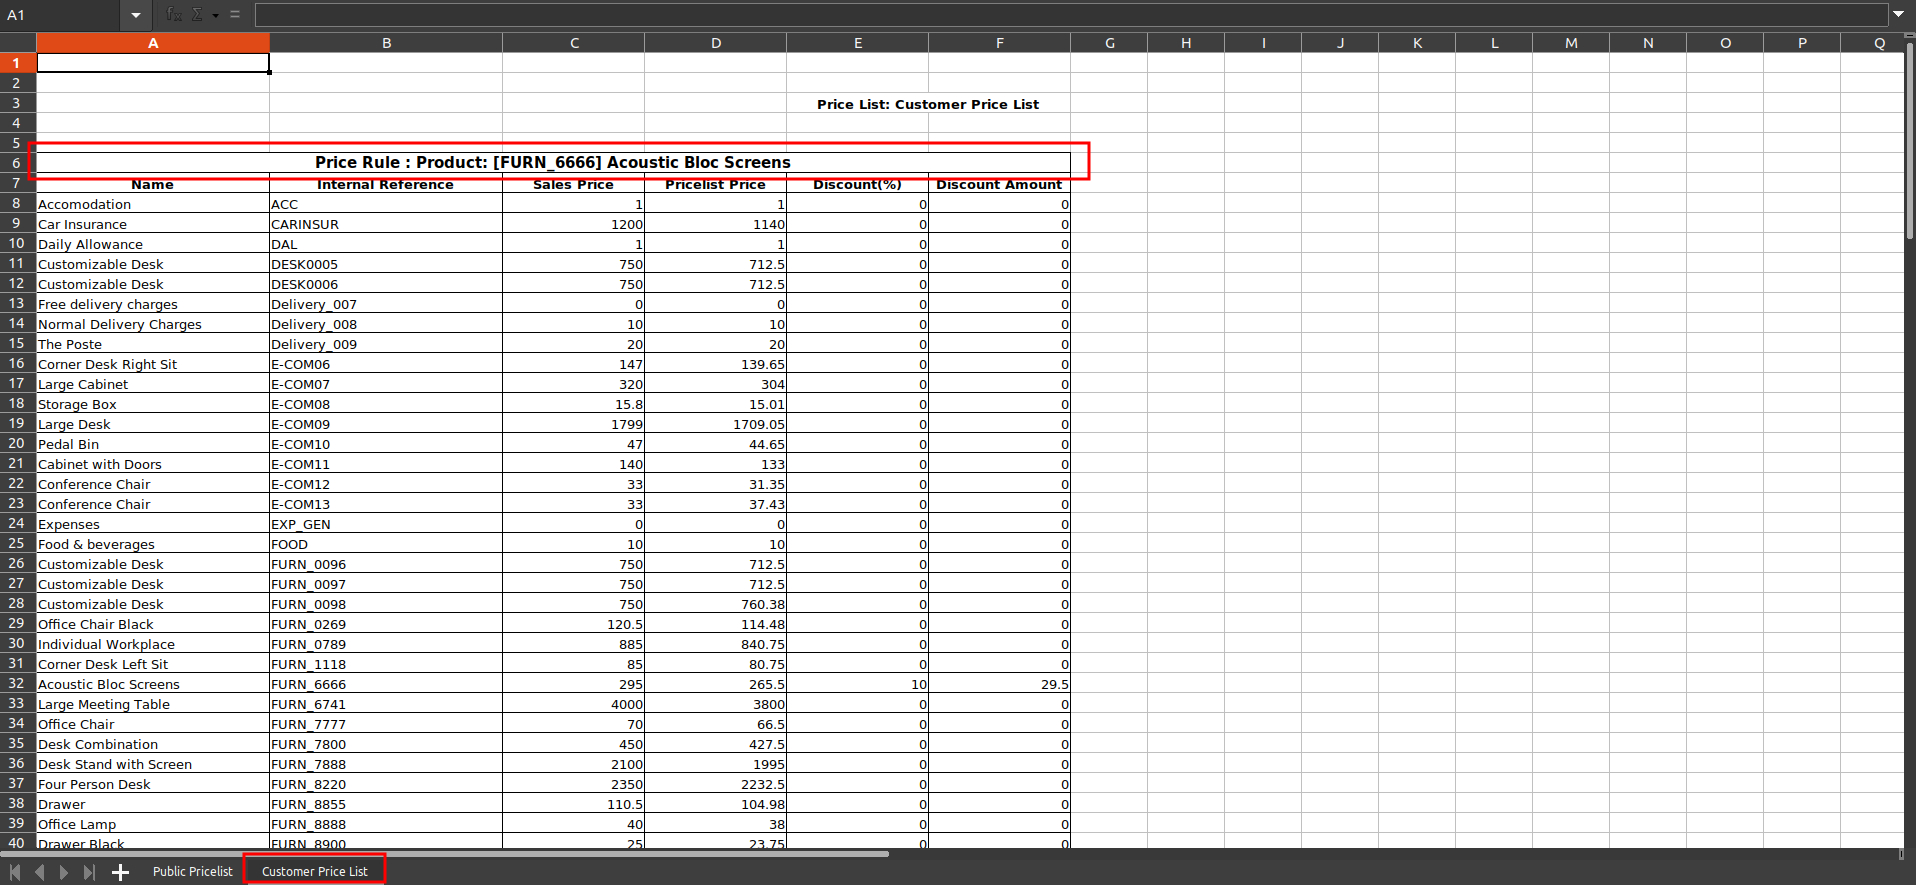 A1 fx Σ =
A B C D E F G H I J K L M N O P Q
1
2
3 Price List: Customer Price List
4
5
6 Price Rule : Product: [FURN_6666] Acoustic Bloc Screens
7 Name Internal Reference Sales Price Pricelist Price Discount(%) Discount Amount
8 Accomodation ACC 1 1 0 0
9 Car Insurance CARINSUR 1200 1140 0 0
10 Daily Allowance DAL 1 1 0 0
11 Customizable Desk DESK0005 750 712.5 0 0
12 Customizable Desk DESK0006 750 712.5 0 0
13 Free delivery charges Delivery_007 0 0 0 0
14 Normal Delivery Charges Delivery_008 10 10 0 0
15 The Poste Delivery_009 20 20 0 0
16 Corner Desk Right Sit E-COM06 147 139.65 0 0
17 Large Cabinet E-COM07 320 304 0 0
18 Storage Box E-COM08 15.8 15.01 0 0
19 Large Desk E-COM09 1799 1709.05 0 0
20 Pedal Bin E-COM10 47 44.65 0 0
21 Cabinet with Doors E-COM11 140 133 0 0
22 Conference Chair E-COM12 33 31.35 0 0
23 Conference Chair E-COM13 33 37.43 0 0
24 Expenses EXP_GEN 0 0 0 0
25 Food & beverages FOOD 10 10 0 0
26 Customizable Desk FURN_0096 750 712.5 0 0
27 Customizable Desk FURN_0097 750 712.5 0 0
28 Customizable Desk FURN_0098 750 760.38 0 0
29 Office Chair Black FURN_0269 120.5 114.48 0 0
30 Individual Workplace FURN_0789 885 840.75 0 0
31 Corner Desk Left Sit FURN_1118 85 80.75 0 0
32 Acoustic Bloc Screens FURN_6666 295 265.5 10 29.5
33 Large Meeting Table FURN_6741 4000 3800 0 0
34 Office Chair FURN_7777 70 66.5 0 0
35 Desk Combination FURN_7800 450 427.5 0 0
36 Desk Stand with Screen FURN_7888 2100 1995 0 0
37 Four Person Desk FURN_8220 2350 2232.5 0 0
38 Drawer FURN_8855 110.5 104.98 0 0
39 Office Lamp FURN_8888 40 38 0 0
40 Drawer Black FURN_8900 25 23.75 0 0
Public Pricelist Customer Price List